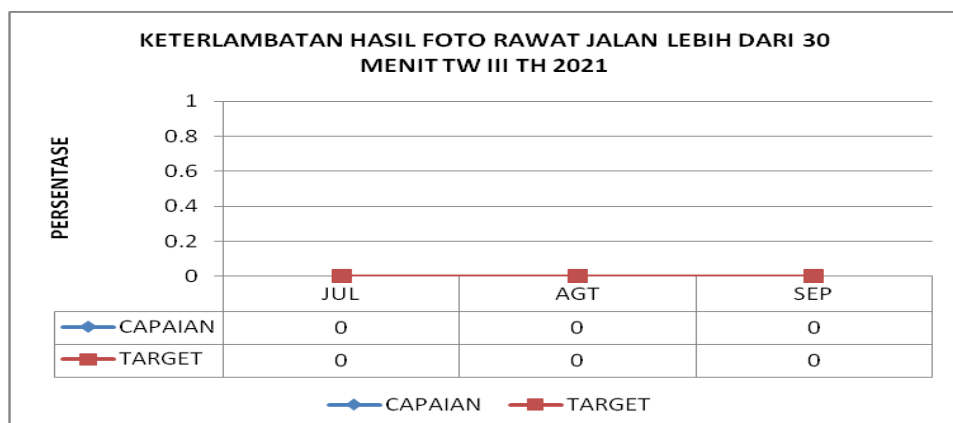 KETERLAMBATAN HASIL FOTO RAWAT JALAN LEBIH DARI 30
MENIT TW III TH 2021
PERSENTASE
1
0.8
0.6
0.4
0.2
0
JUL AGT SEP
CAPAIAN 0 0 0
TARGET 0 0 0
CAPAIAN TARGET